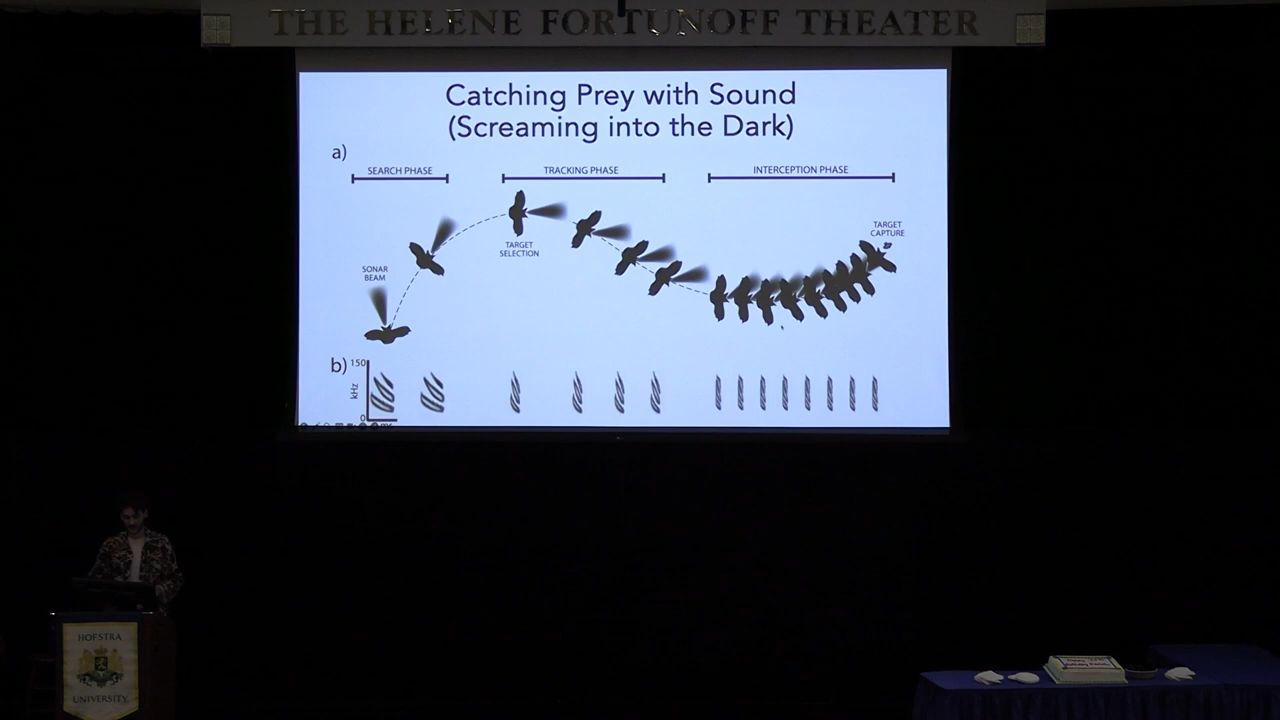 THE HELENE FORTUNOFF THEATER
Catching Prey with Sound
(Screaming into the Dark)
a)
SEARCH PHASE
TRACKING PHASE
INTERCEPTION PHASE
TARGET
CAPTURE
TARGET
SELECTION
SONAR
BEAM
b)
150
kHz
0
HOFSTRA
UNIVERSITY